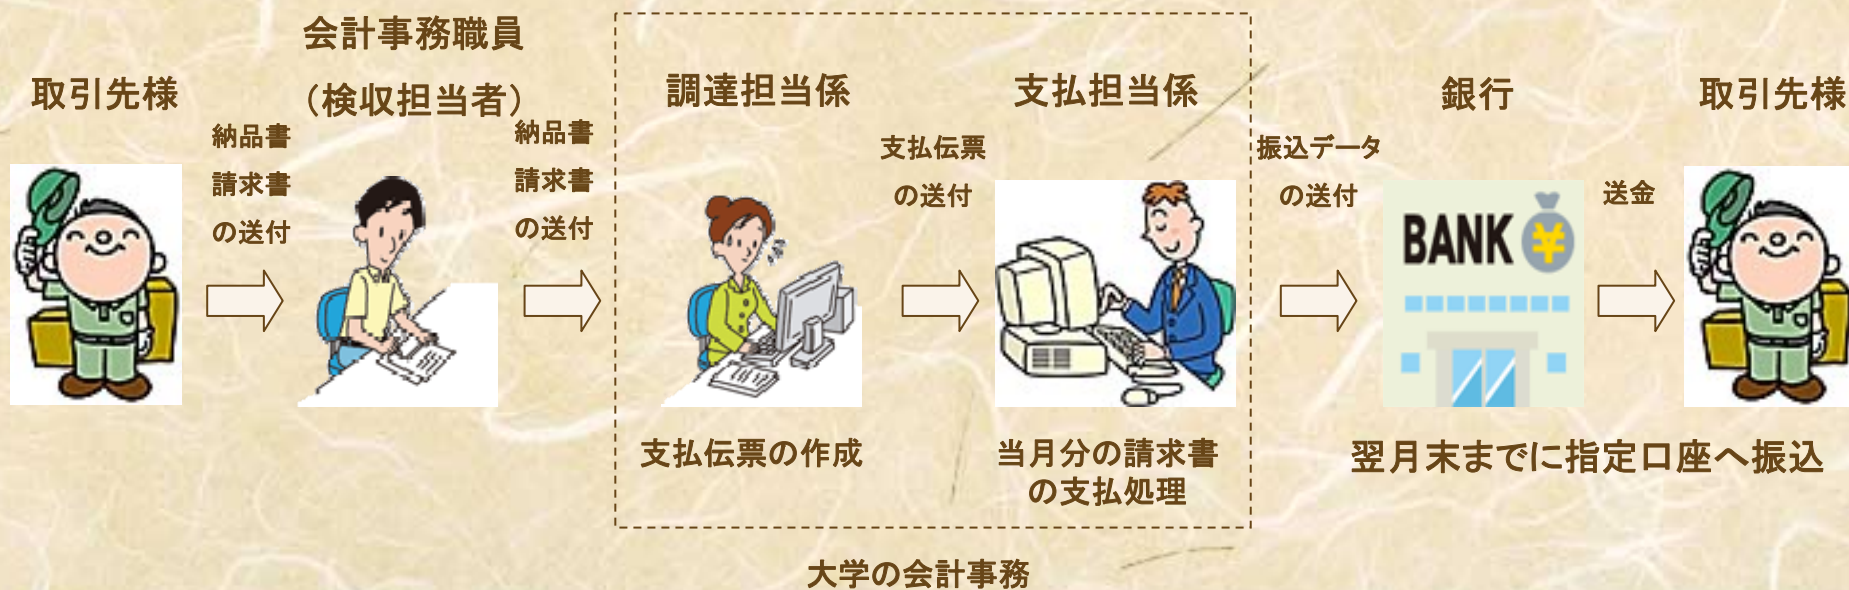 取引先様
納品書
請求書
の送付
会計事務職員
（検収担当者）
納品書
請求書
の送付
調達担当係
支払伝票の作成
支払伝票
の送付
支払担当係
当月分の請求書
の支払処理
大学の会計事務
振込データ
の送付
銀行
BANK
¥
送金
取引先様
翌月末までに指定口座へ振込